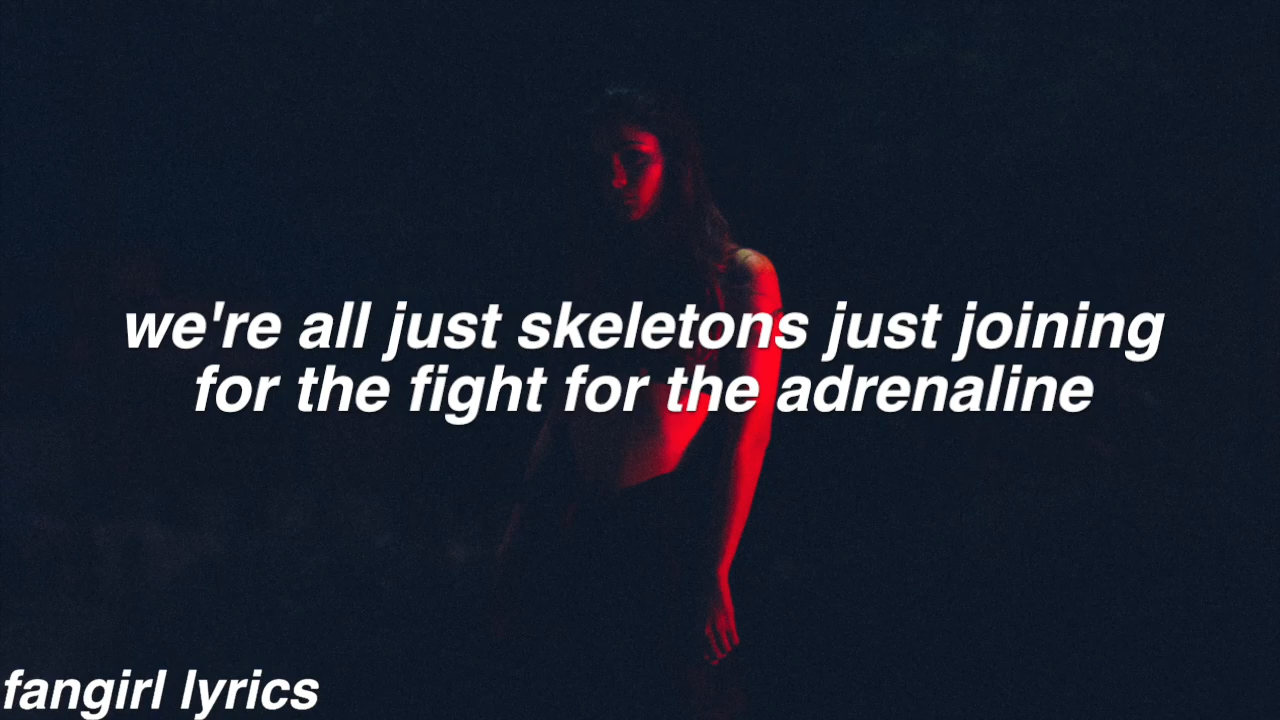 we're all just skeletons just joining
for the fight for the adrenaline
fangirl lyrics